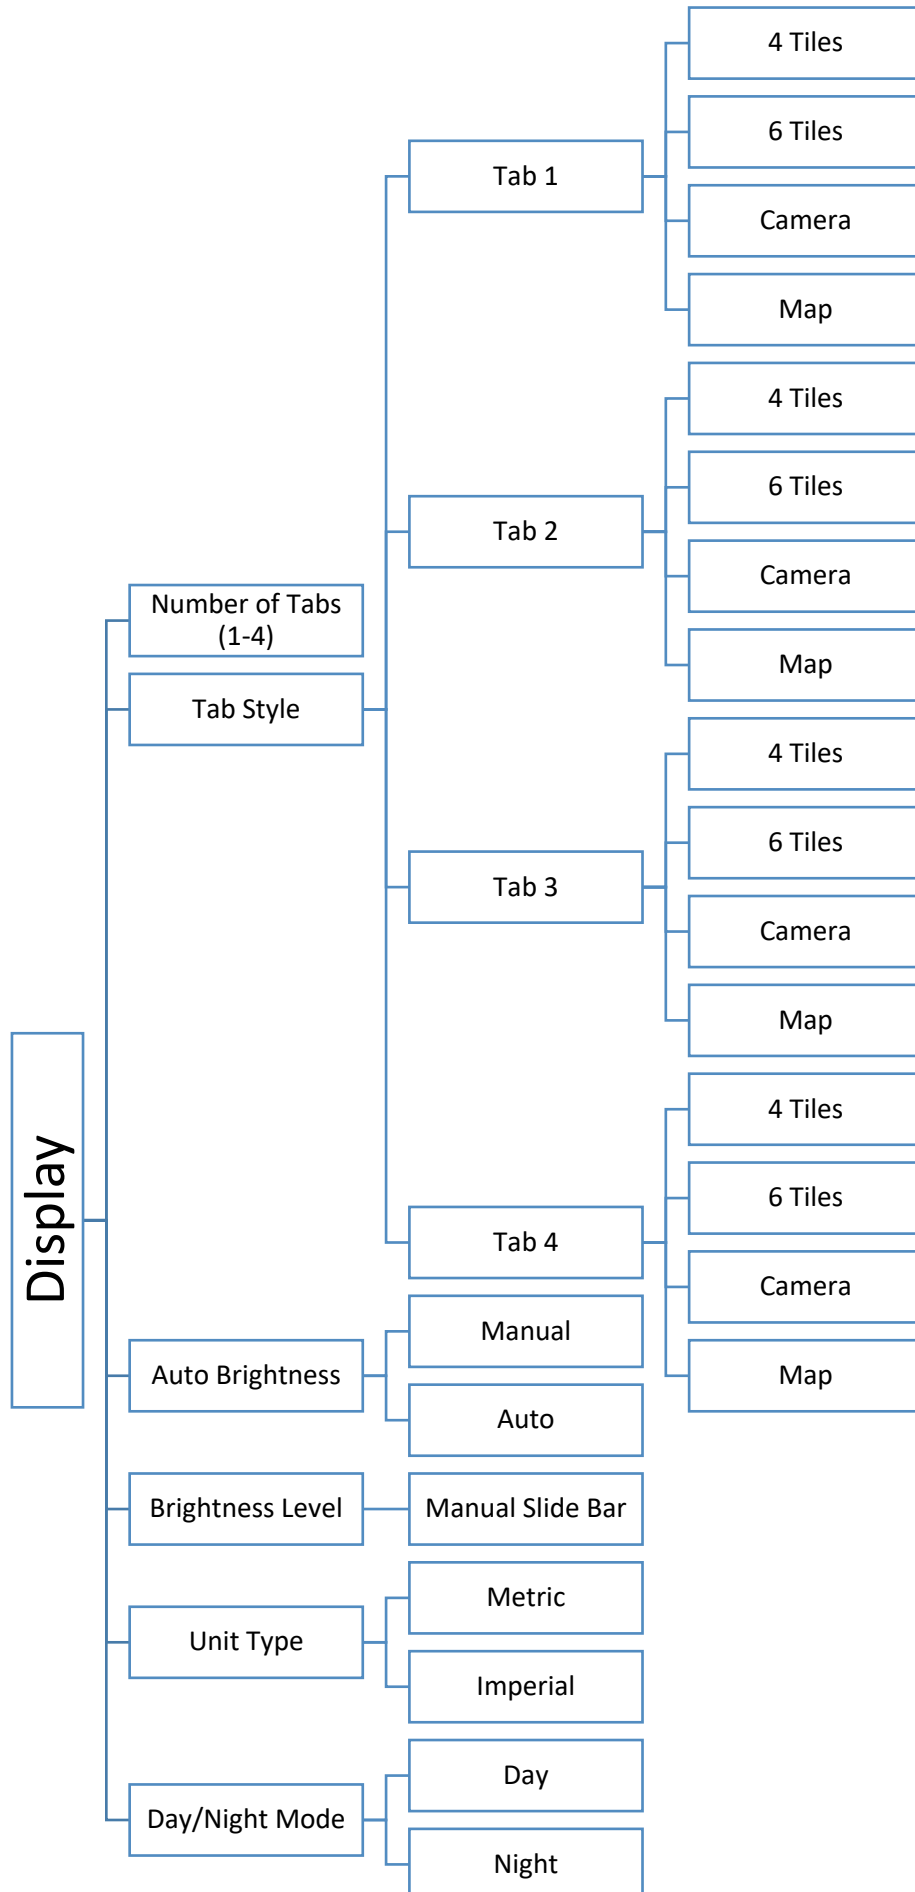 Display
Number of Tabs
(1-4)
Tab Style
Tab 1
4 Tiles
6 Tiles
Camera
Map
Tab 2
4 Tiles
6 Tiles
Camera
Map
Tab 3
4 Tiles
6 Tiles
Camera
Map
Tab 4
4 Tiles
6 Tiles
Camera
Map
Auto Brightness
Manual
Auto
Brightness Level
Manual Slide Bar
Unit Type
Metric
Imperial
Day/Night Mode
Day
Night